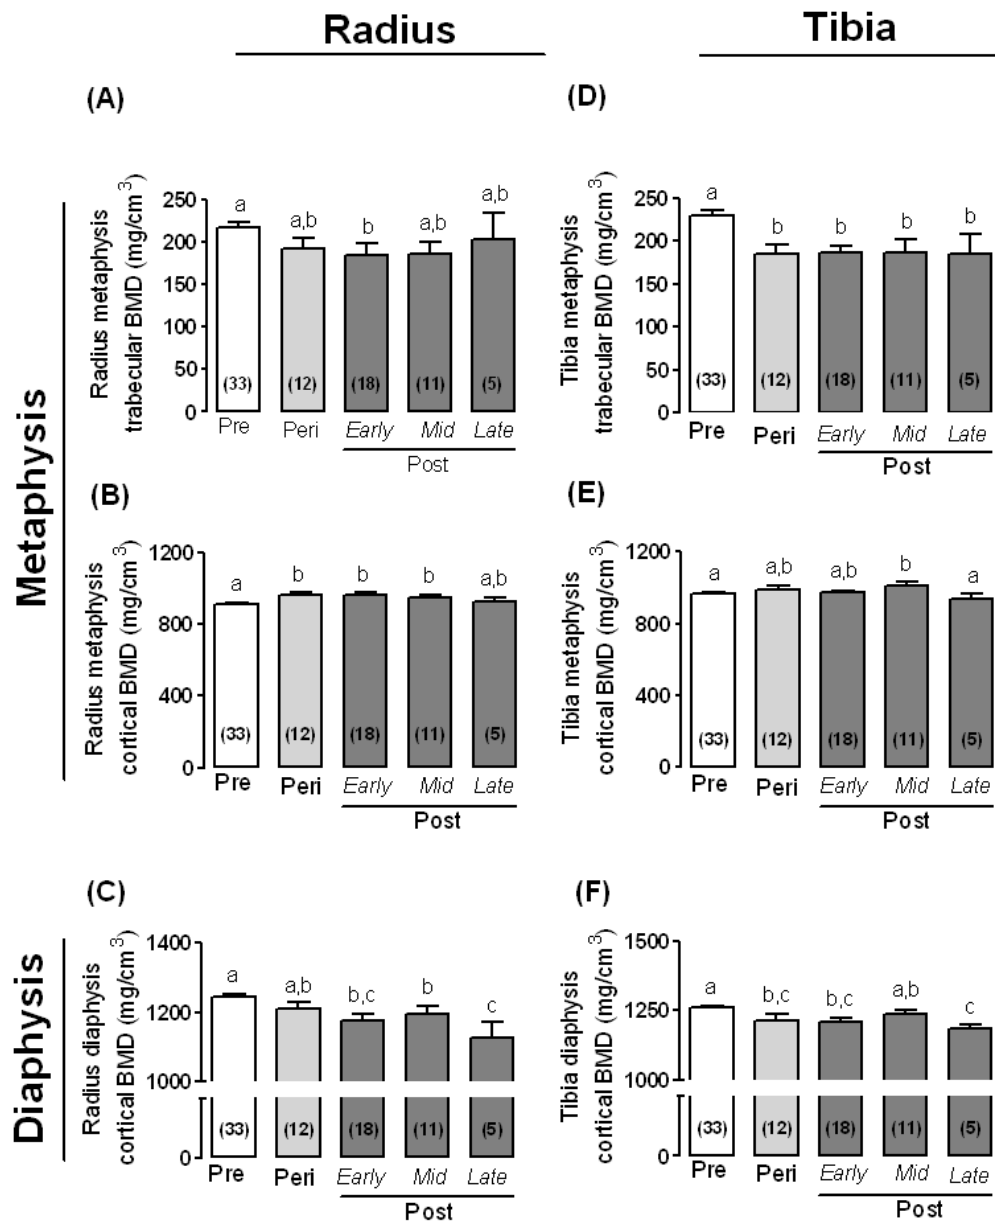 Radius
Tibia
Metaphysis
Diaphysis
(A)
Radius metaphysis
trabecular BMD (mg/cm³)
250
200
150
100
50
0
a
a,b
b
a,b
a,b
(33)
(12)
(18)
(11)
(5)
Pre
Peri
Early
Mid
Late
Post
(D)
Tibia metaphysis
trabecular BMD (mg/cm³)
250
200
150
100
50
0
a
b
b
b
b
(33)
(12)
(18)
(11)
(5)
Pre
Peri
Early
Mid
Late
Post
(B)
Radius metaphysis
cortical BMD (mg/cm³)
1200
800
400
0
a
b
b
b
a,b
(33)
(12)
(18)
(11)
(5)
Pre
Peri
Early
Mid
Late
Post
(E)
Tibia metaphysis
cortical BMD (mg/cm³)
1200
800
400
0
a
a,b
a,b
b
a
(33)
(12)
(18)
(11)
(5)
Pre
Peri
Early
Mid
Late
Post
(C)
Radius diaphysis
cortical BMD (mg/cm³)
1400
1200
1000
0
a
a,b
b,c
b
c
(33)
(12)
(18)
(11)
(5)
Pre
Peri
Early
Mid
Late
Post
(F)
Tibia diaphysis
cortical BMD (mg/cm³)
1500
1250
1000
0
a
b,c
b,c
a,b
c
(33)
(12)
(18)
(11)
(5)
Pre
Peri
Early
Mid
Late
Post